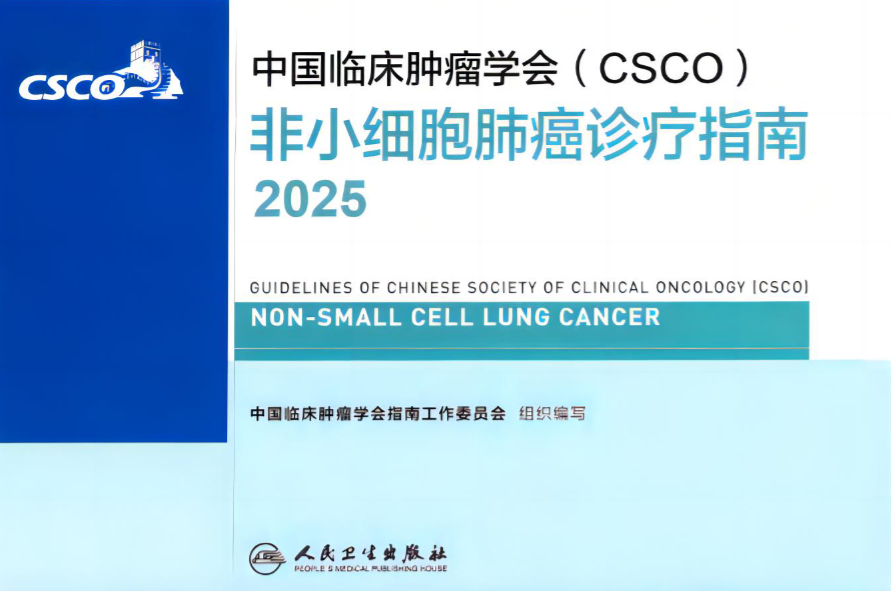 CSCO
中国临床肿瘤学会（CSCO）
非小细胞肺癌诊疗指南
2025
GUIDELINES OF CHINESE SOCIETY OF CLINICAL ONCOLOGY [CSCO]
NON-SMALL CELL LUNG CANCER
中国临床肿瘤学会指南工作委员会 组织编写
人民卫生出版社
PEOPLE'S MEDICAL PUBLISHING HOUSE